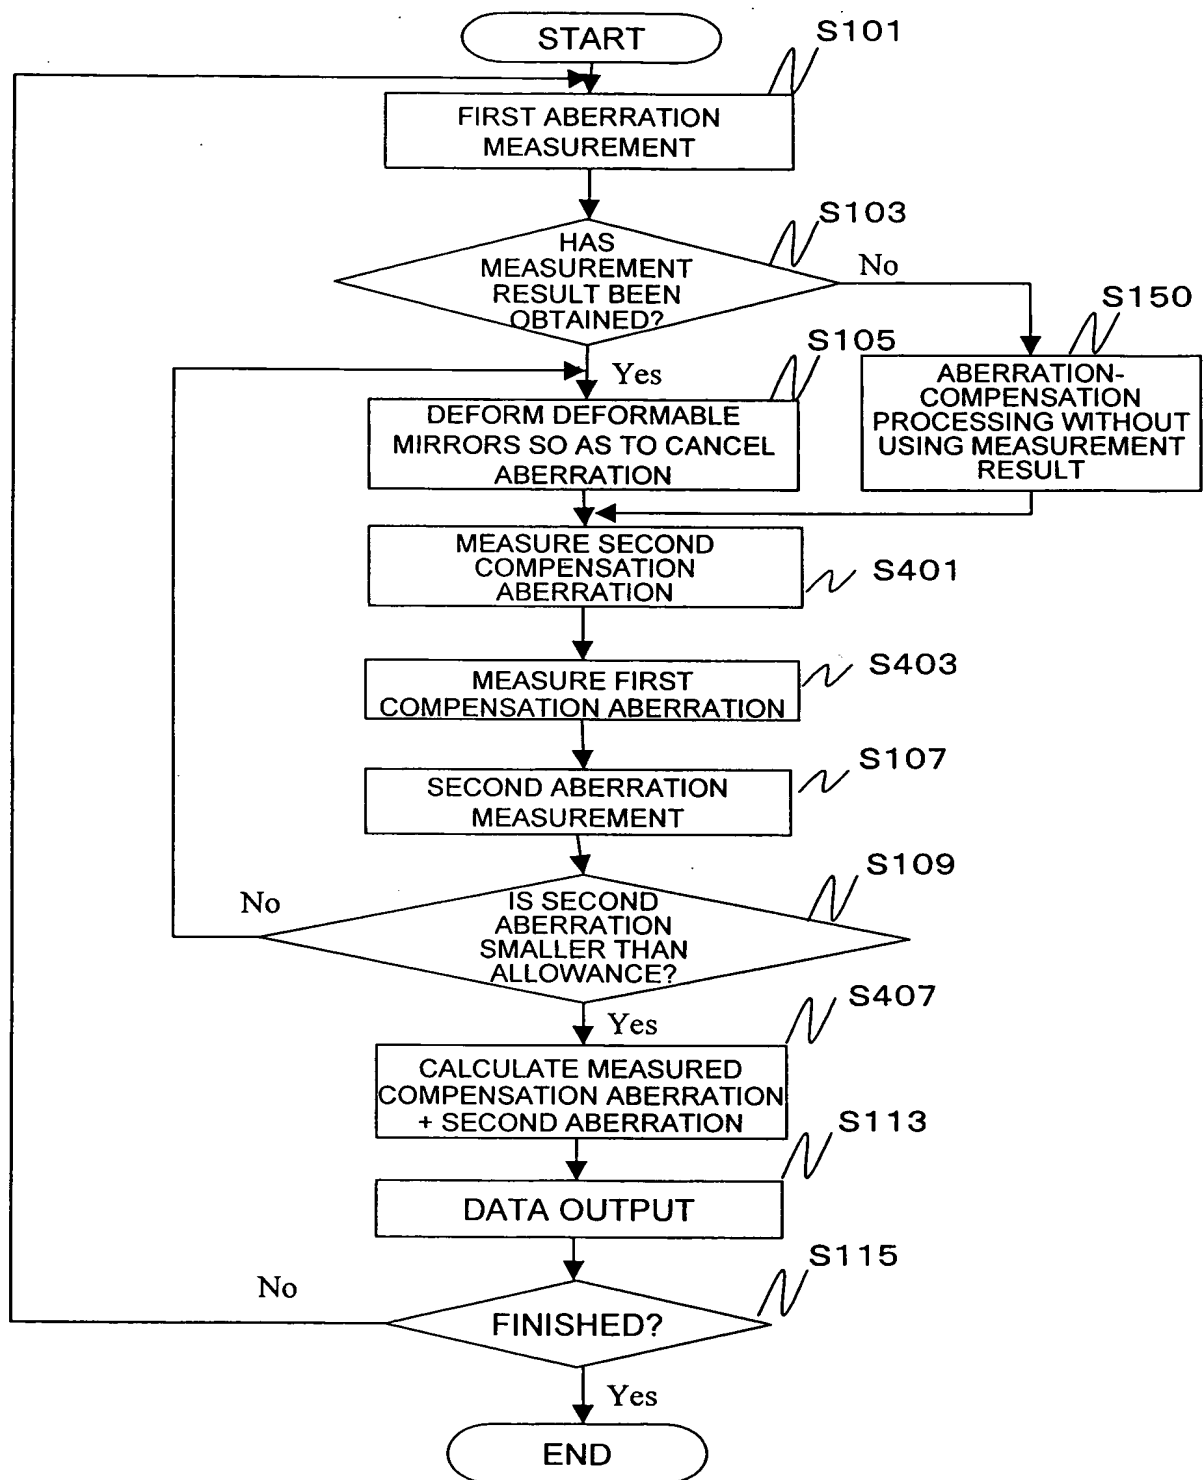 START
S101
FIRST ABERRATION
MEASUREMENT
S103
HAS
MEASUREMENT
RESULT BEEN
OBTAINED?
No
S150
ABERRATION-
COMPENSATION
PROCESSING WITHOUT
USING MEASUREMENT
RESULT
Yes
S105
DEFORM DEFORMABLE
MIRRORS SO AS TO CANCEL
ABERRATION
MEASURE SECOND
COMPENSATION
ABERRATION
S401
MEASURE FIRST
COMPENSATION ABERRATION
S403
SECOND ABERRATION
MEASUREMENT
S107
IS SECOND
ABERRATION
SMALLER THAN
ALLOWANCE?
S109
No
Yes
S407
CALCULATE MEASURED
COMPENSATION ABERRATION
+ SECOND ABERRATION
S113
DATA OUTPUT
S115
No
FINISHED?
Yes
END